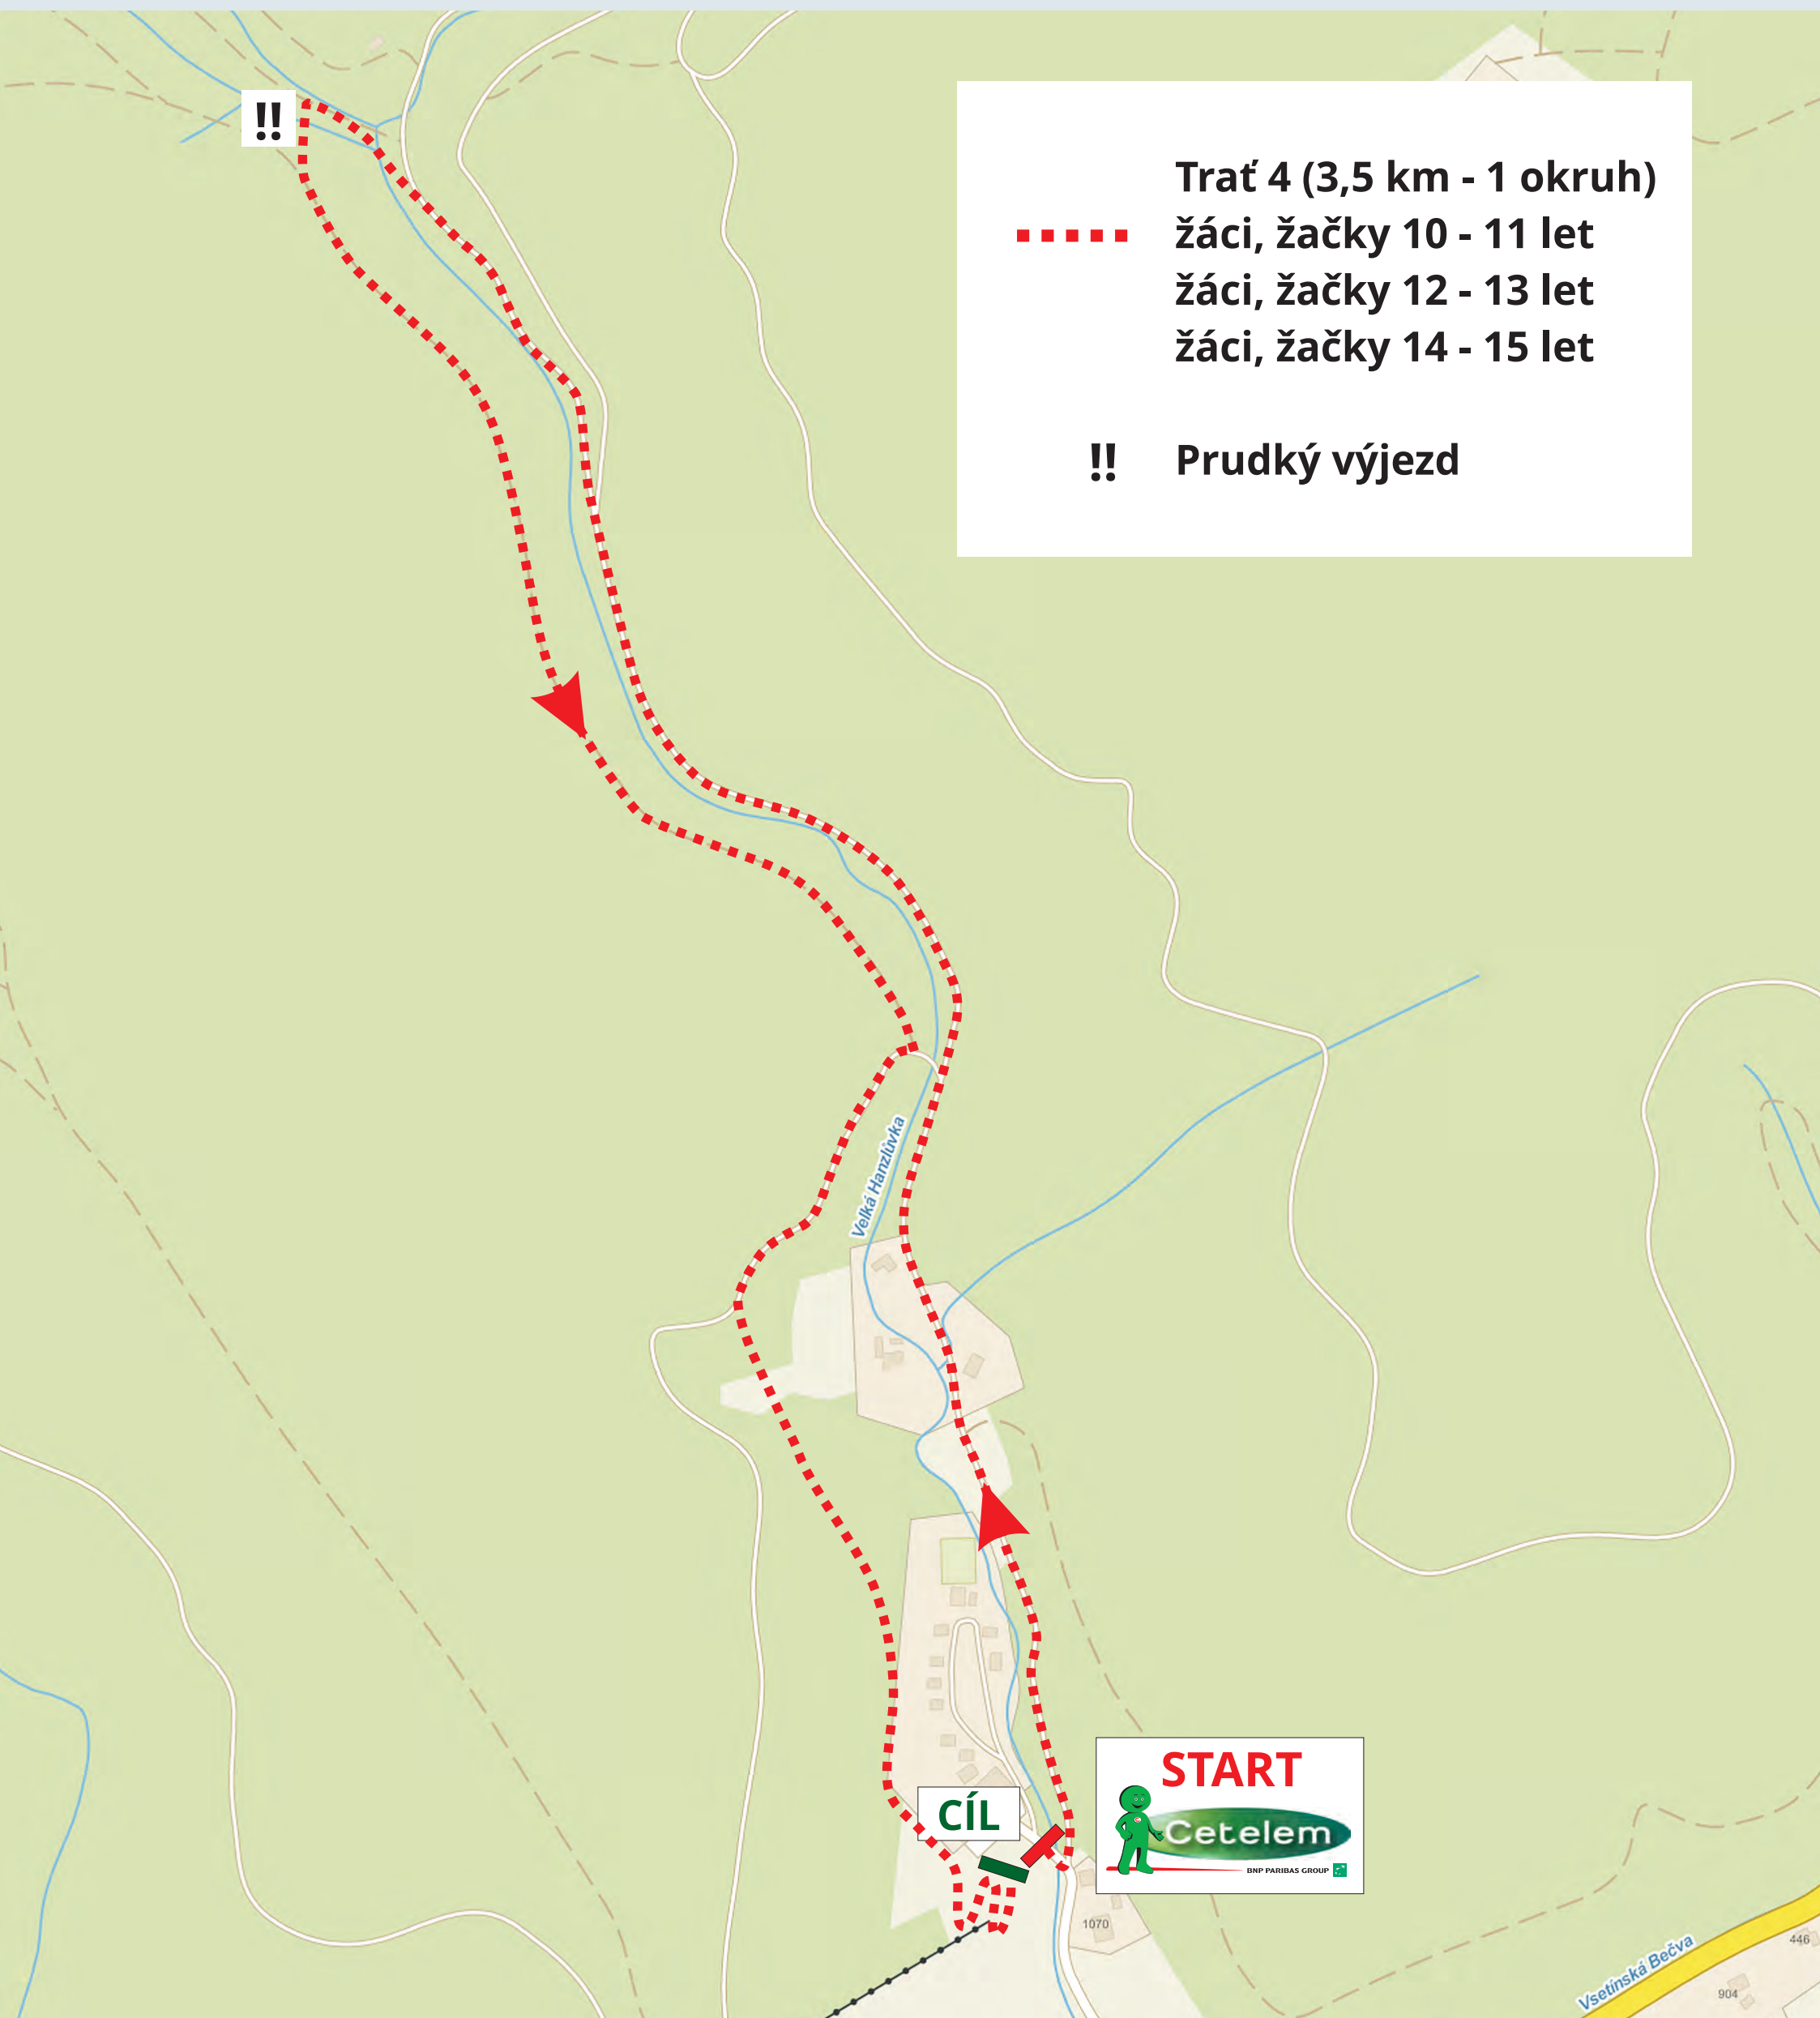 !!
Trať 4 (3,5 km - 1 okruh)
žáci, žačky 10 - 11 let
žáci, žačky 12 - 13 let
žáci, žačky 14 - 15 let
!! Prudký výjezd
Velká Hanzlůvka
START
Cetelem
BNP PARIBAS GROUP
CÍL
1070
Vsetínská Bečva
446
904